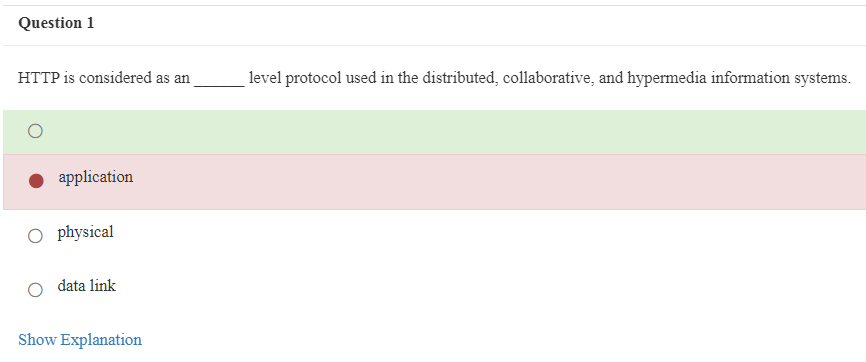 Question 1
HTTP is considered as an ______ level protocol used in the distributed, collaborative, and hypermedia information systems.
application
physical
data link
Show Explanation